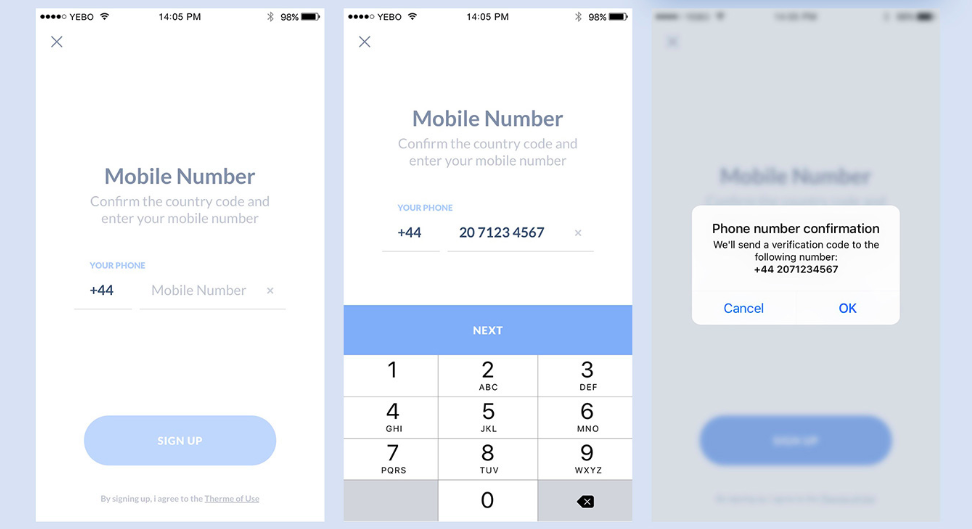 YEBO 14:05 PM 98%
Mobile Number
Confirm the country code and
enter your mobile number
YOUR PHONE
+44 Mobile Number ×
SIGN UP
By signing up, I agree to the Therme of Use
YEBO 14:05 PM 98%
Mobile Number
Confirm the country code and
enter your mobile number
YOUR PHONE
+44 20 7123 4567 ×
NEXT
1 2 3
ABC DEF
4 5 6
GHI JKL MNO
7 8 9
PQRS TUV WXYZ
0
Mobile Number
Phone number confirmation
We'll send a verification code to the
following number:
+44 2071234567
Cancel OK
SIGN UP